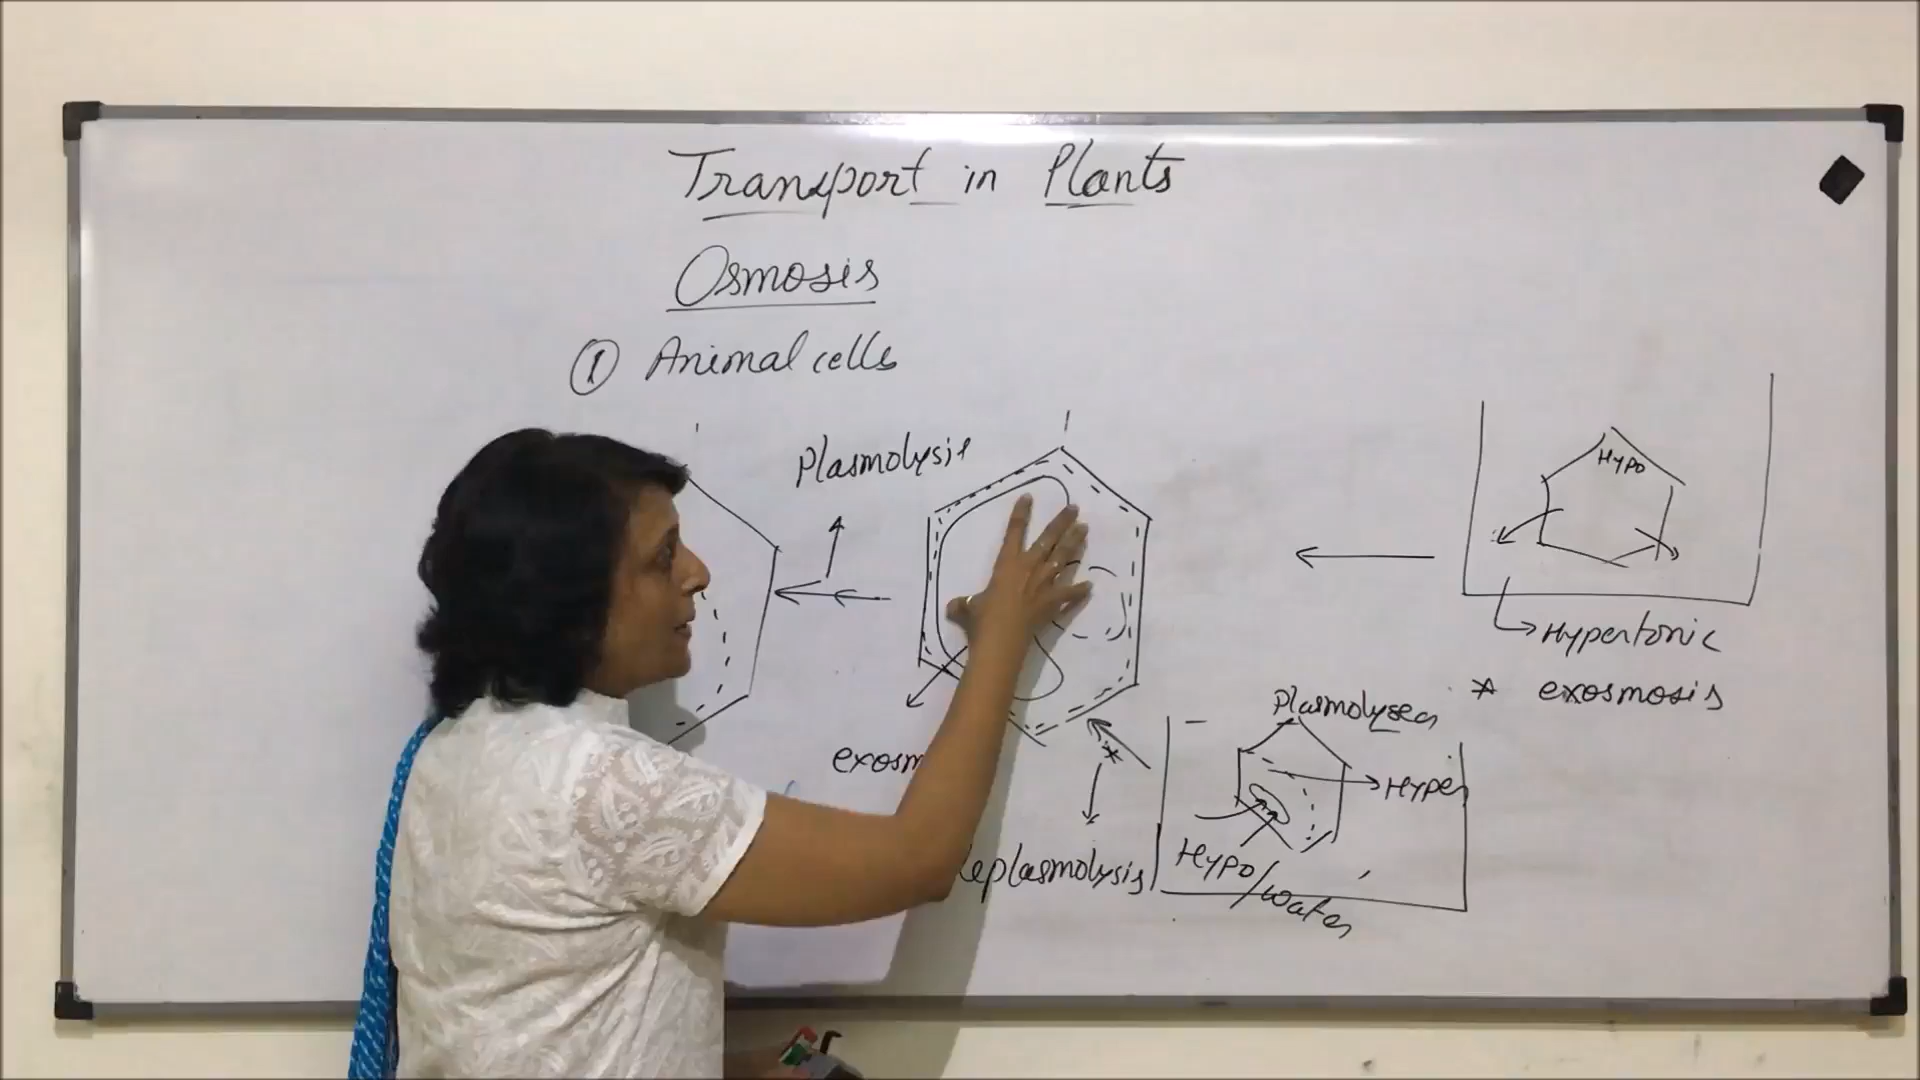 Transport in Plants
Osmosis
① Animal cells
Plasmolysis
Hypo
Hypertonic
* exosmosis
Plasmolysed
Hyper
exosm
*
eplasmolysis
Hypo/water